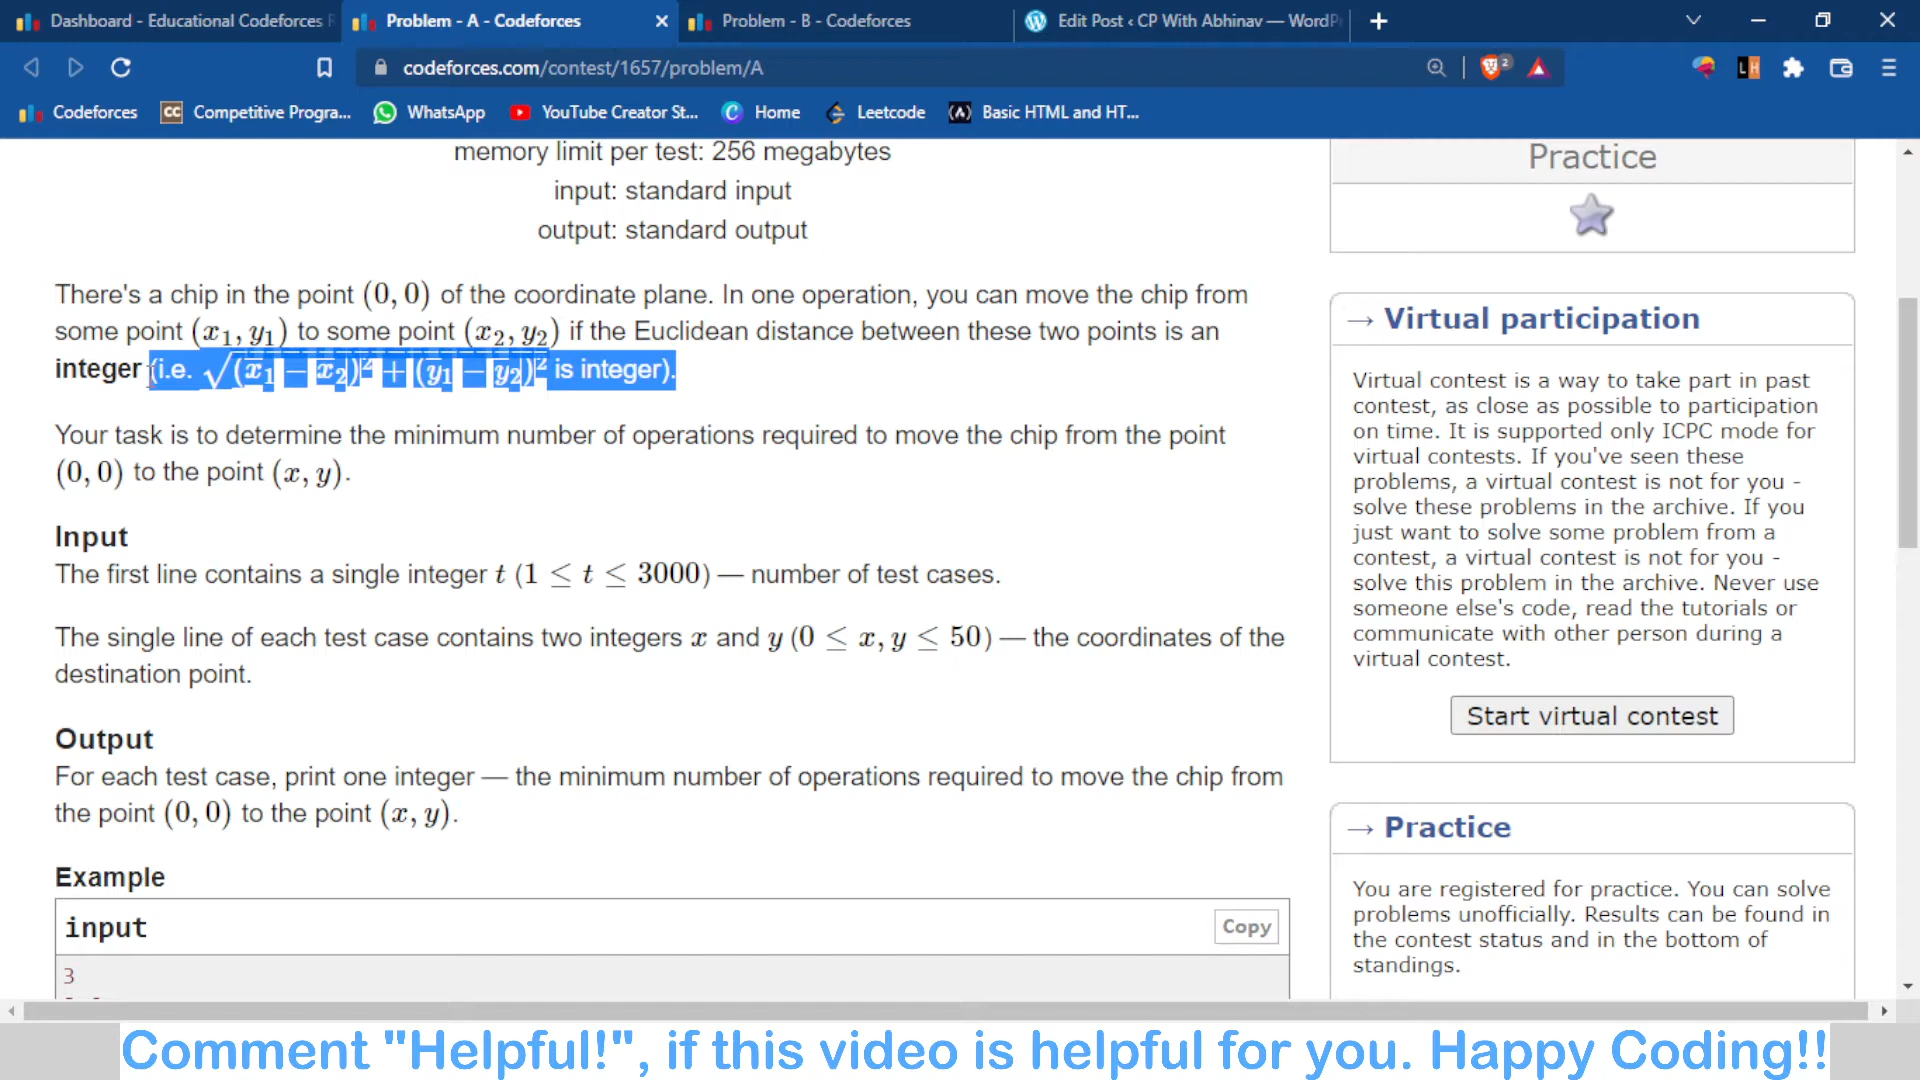 Dashboard - Educational Codeforces R
Problem - A - Codeforces
Problem - B - Codeforces
Edit Post ‹ CP With Abhinav — WordPr
codeforces.com/contest/1657/problem/A
2
LH
Codeforces
CC Competitive Progra...
WhatsApp
YouTube Creator St...
C Home
Leetcode
(A) Basic HTML and HT...
memory limit per test: 256 megabytes
input: standard input
output: standard output
There's a chip in the point (0, 0) of the coordinate plane. In one operation, you can move the chip from
some point (x₁, y₁) to some point (x₂, y₂) if the Euclidean distance between these two points is an
integer (i.e. √(x₁ − x₂)² + (y₁ − y₂)² is integer).
Your task is to determine the minimum number of operations required to move the chip from the point
(0, 0) to the point (x, y).
Input
The first line contains a single integer t (1 ≤ t ≤ 3000) — number of test cases.
The single line of each test case contains two integers x and y (0 ≤ x, y ≤ 50) — the coordinates of the
destination point.
Output
For each test case, print one integer — the minimum number of operations required to move the chip from
the point (0, 0) to the point (x, y).
Example
input
Copy
3
Practice
→ Virtual participation
Virtual contest is a way to take part in past
contest, as close as possible to participation
on time. It is supported only ICPC mode for
virtual contests. If you've seen these
problems, a virtual contest is not for you -
solve these problems in the archive. If you
just want to solve some problem from a
contest, a virtual contest is not for you -
solve this problem in the archive. Never use
someone else's code, read the tutorials or
communicate with other person during a
virtual contest.
Start virtual contest
→ Practice
You are registered for practice. You can solve
problems unofficially. Results can be found in
the contest status and in the bottom of
standings.
Comment "Helpful!", if this video is helpful for you. Happy Coding!!